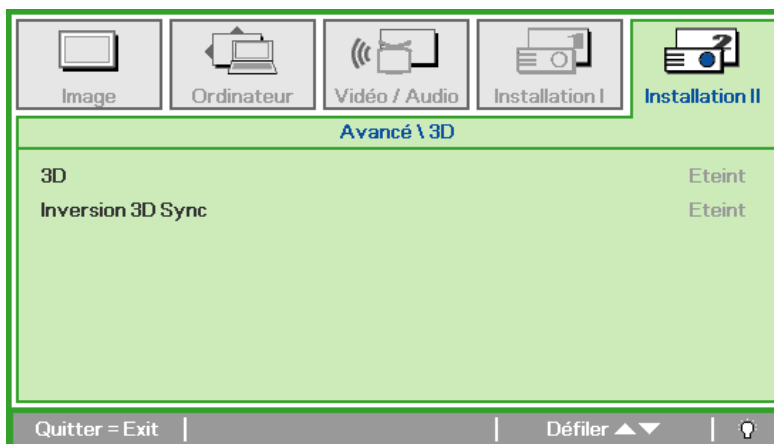 Image
Ordinateur
Vidéo / Audio
Installation I
Installation II
Avancé \ 3D
3D Eteint
Inversion 3D Sync Eteint
Quitter = Exit Défiler ▲▼